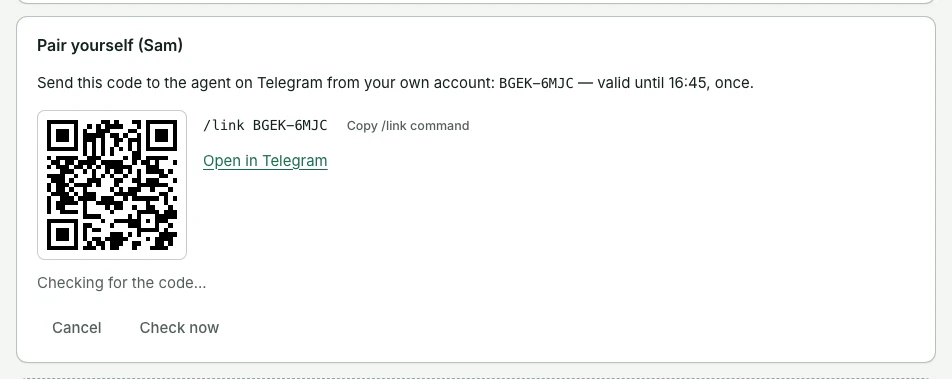 Pair yourself (Sam)
Send this code to the agent on Telegram from your own account: BGEK-6MJC — valid until 16:45, once.
/link BGEK-6MJC Copy /link command
Open in Telegram
Checking for the code...
Cancel Check now